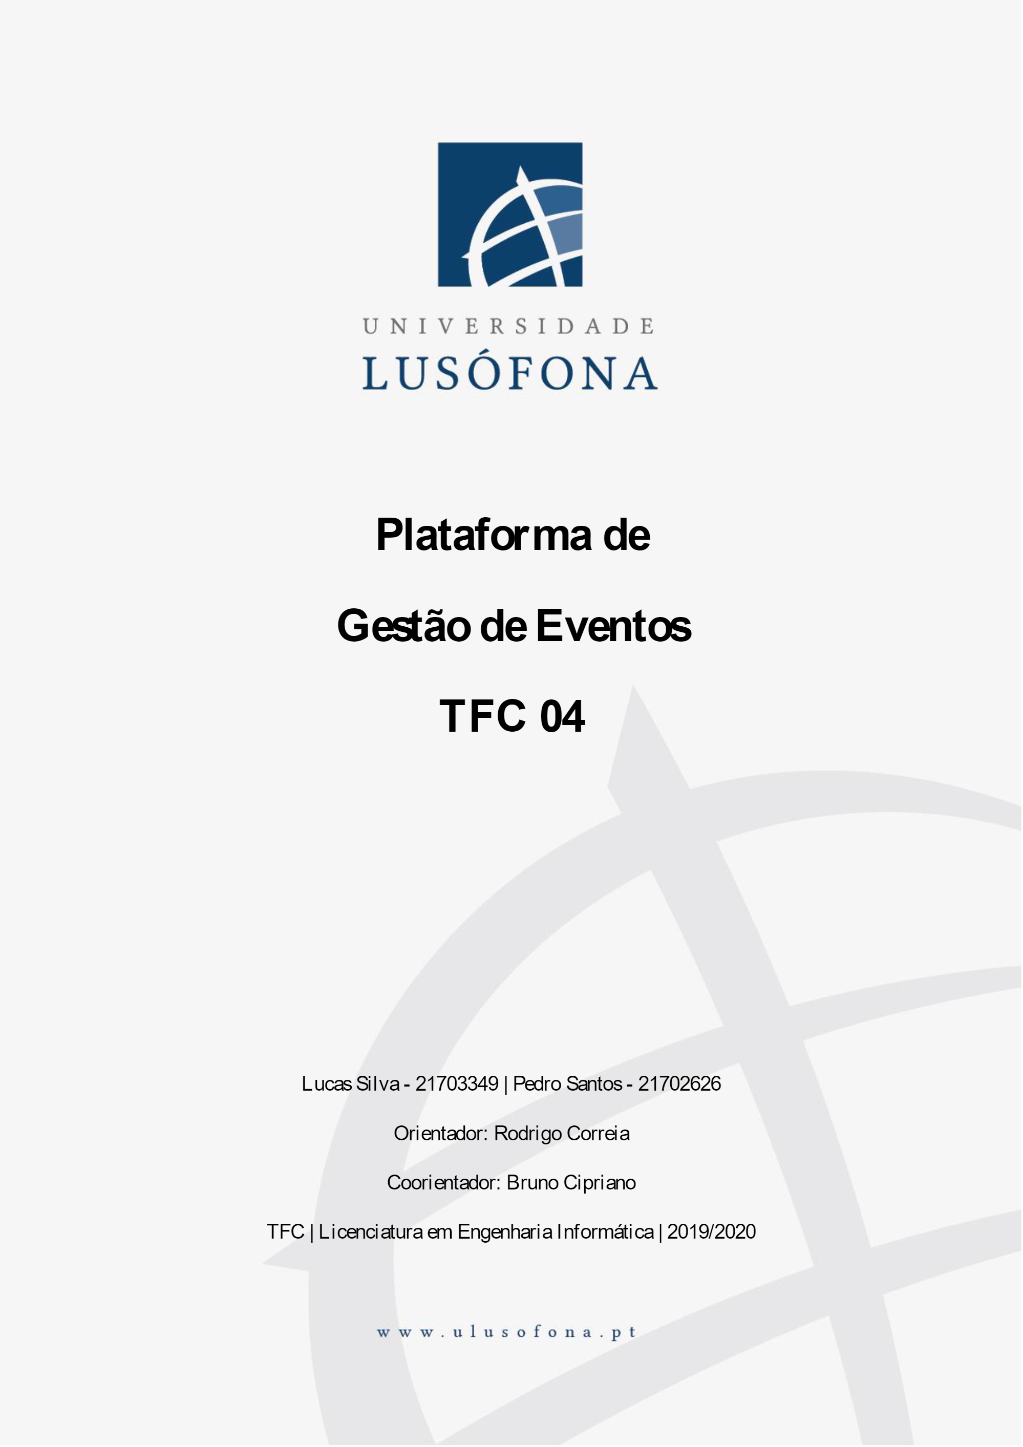 UNIVERSIDADE
LUSÓFONA
Plataforma de
Gestão de Eventos
TFC 04
Lucas Silva - 21703349 | Pedro Santos - 21702626
Orientador: Rodrigo Correia
Coorientador: Bruno Cipriano
TFC | Licenciatura em Engenharia Informática | 2019/2020
www.ulusofona.pt